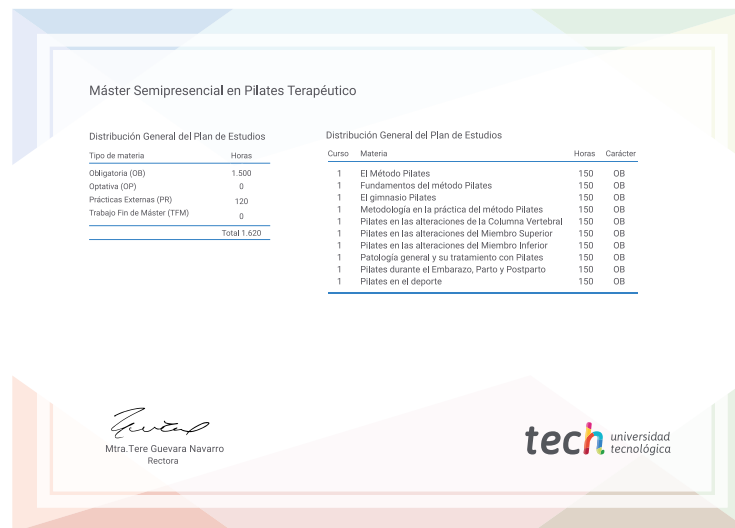 Máster Semipresencial en Pilates Terapéutico
Distribución General del Plan de Estudios
Tipo de materia Horas
Obligatoria (OB) 1.500
Optativa (OP) 0
Prácticas Externas (PR) 120
Trabajo Fin de Máster (TFM) 0
Total 1.620
Distribución General del Plan de Estudios
Curso Materia Horas Carácter
1 El Método Pilates 150 OB
1 Fundamentos del método Pilates 150 OB
1 El gimnasio Pilates 150 OB
1 Metodología en la práctica del método Pilates 150 OB
1 Pilates en las alteraciones de la Columna Vertebral 150 OB
1 Pilates en las alteraciones del Miembro Superior 150 OB
1 Pilates en las alteraciones del Miembro Inferior 150 OB
1 Patología general y su tratamiento con Pilates 150 OB
1 Pilates durante el Embarazo, Parto y Postparto 150 OB
1 Pilates en el deporte 150 OB
Mtra.Tere Guevara Navarro
Rectora
tech universidad
tecnológica